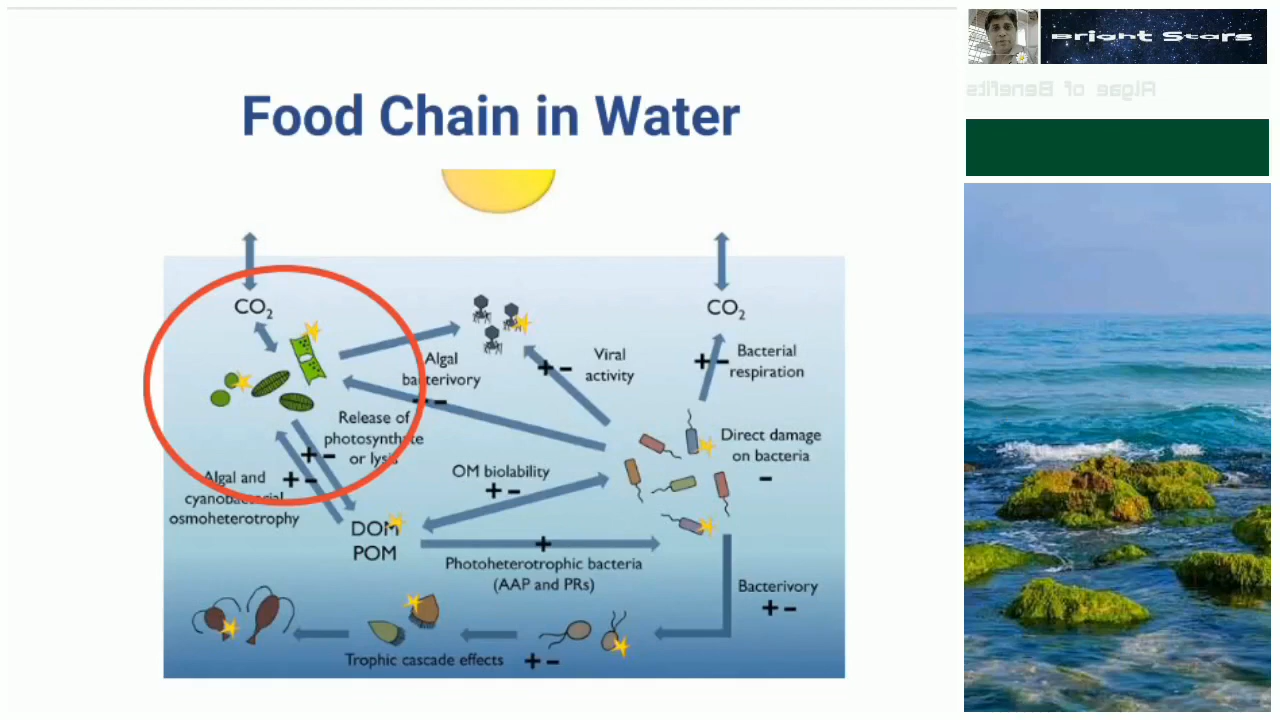 Bright Stars
Algae of Benefits
Food Chain in Water
CO2
CO2
Algal
bacterivory
Viral
activity
Bacterial
respiration
+ -
+ -
+ -
Release of
photosynthate
or lysis
+ -
Direct damage
on bacteria
-
OM biolability
+ -
Algal and
cyanobacterial
osmoheterotrophy
+ -
DOM
POM
+
Photoheterotrophic bacteria
(AAP and PRs)
Bacterivory
+ -
Trophic cascade effects + -